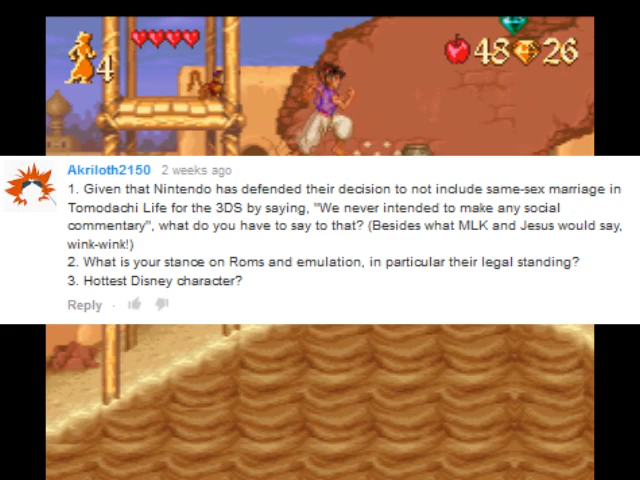 4
48 26
Akriloth2150 2 weeks ago
1. Given that Nintendo has defended their decision to not include same-sex marriage in
Tomodachi Life for the 3DS by saying, "We never intended to make any social
commentary", what do you have to say to that? (Besides what MLK and Jesus would say,
wink-wink!)
2. What is your stance on Roms and emulation, in particular their legal standing?
3. Hottest Disney character?
Reply ·